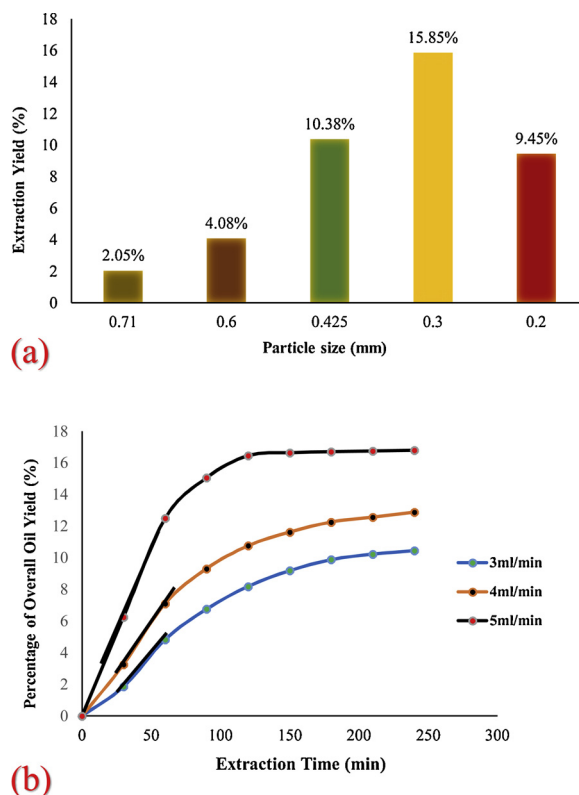 18
16
14
12
10
8
6
4
2
0
Extraction Yield (%)
2.05%
4.08%
10.38%
15.85%
9.45%
0.71 0.6 0.425 0.3 0.2
Particle size (mm)
(a)
18
16
14
12
10
8
6
4
2
0
Percentage of Overall Oil Yield (%)
3ml/min
4ml/min
5ml/min
0 50 100 150 200 250 300
Extraction Time (min)
(b)